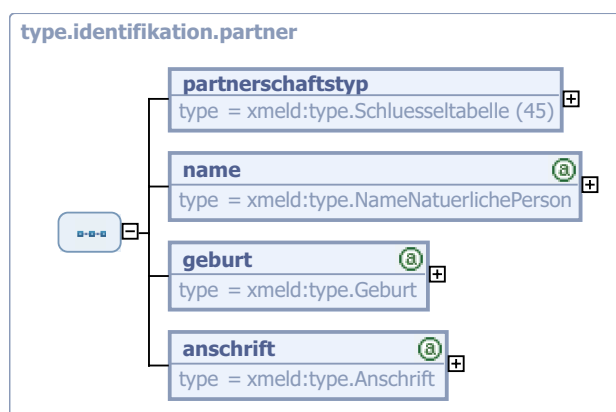 type.identifikation.partner
partnerschaftstyp
type = xmeld:type.Schluesseltabelle (45)
name
a
type = xmeld:type.NameNatuerlichePerson
geburt
a
type = xmeld:type.Geburt
anschrift
a
type = xmeld:type.Anschrift